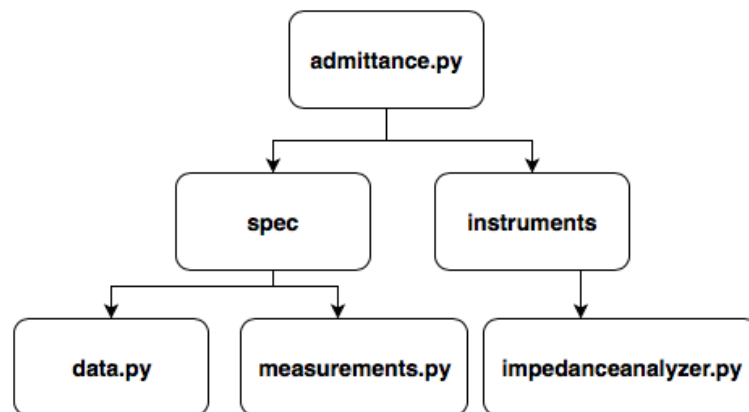 admittance.py
spec
instruments
data.py
measurements.py
impedanceanalyzer.py